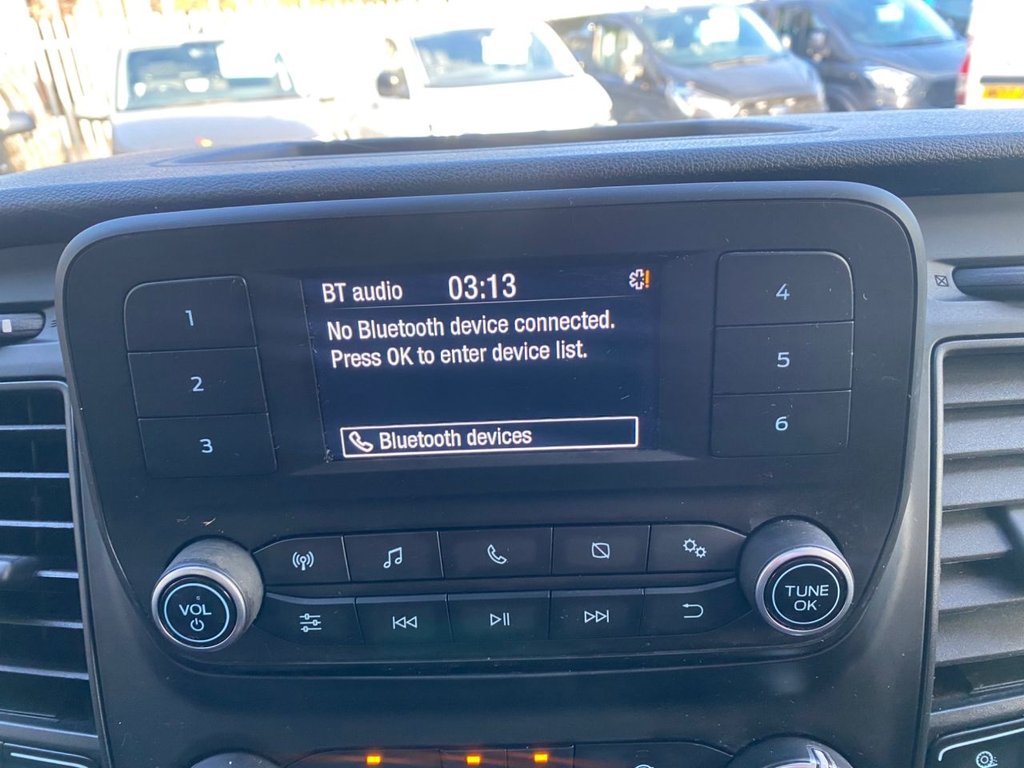 BT audio 03:13
No Bluetooth device connected.
Press OK to enter device list.
Bluetooth devices
1
2
3
4
5
6
VOL
TUNE
OK